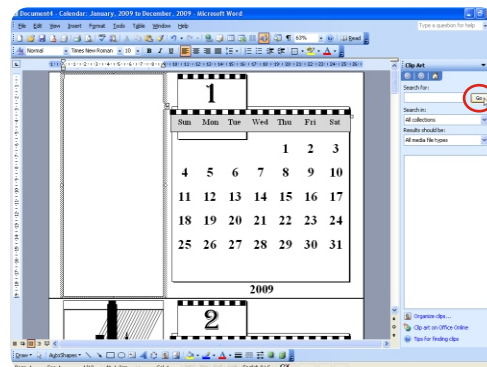 Document4 - Calendar: January, 2009 to December, 2009 - Microsoft Word
File Edit View Insert Format Tools Table Window Help
Type a question for help
63%
Read
Normal
Times New Roman
10
B I U
Clip Art
Search for:
Go
Search in:
All collections
Results should be:
All media file types
1
Sun Mon Tue Wed Thu Fri Sat
1 2 3
4 5 6 7 8 9 10
11 12 13 14 15 16 17
18 19 20 21 22 23 24
25 26 27 28 29 30 31
2009
2
Organize clips...
Clip art on Office Online
Tips for finding clips
Draw
AutoShapes